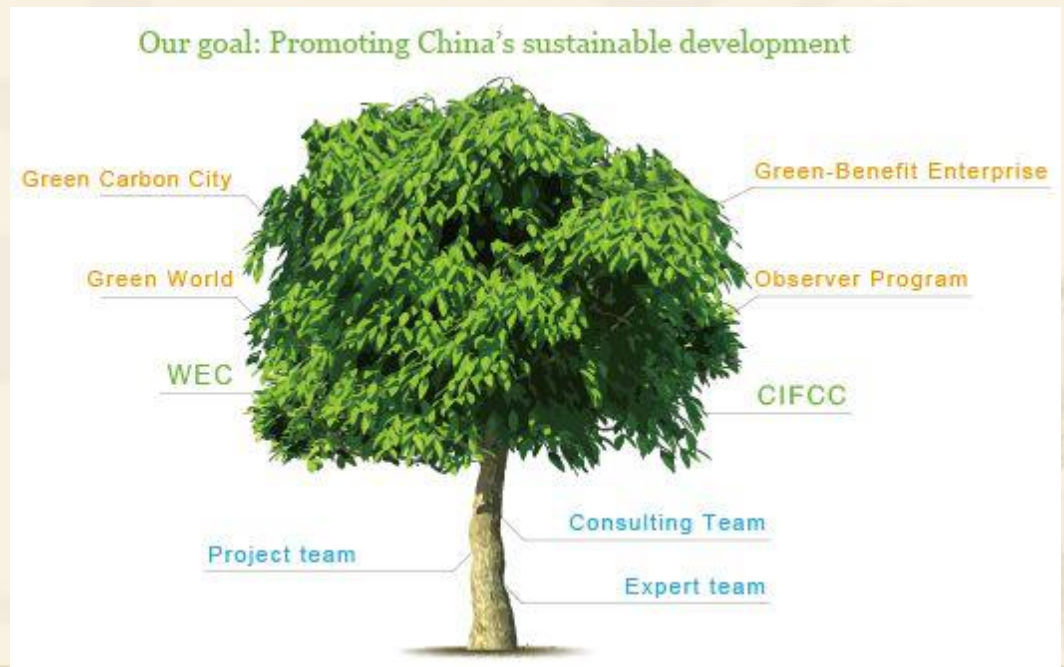 Our goal: Promoting China's sustainable development
Green Carbon City
Green-Benefit Enterprise
Green World
Observer Program
WEC
CIFCC
Consulting Team
Project team
Expert team